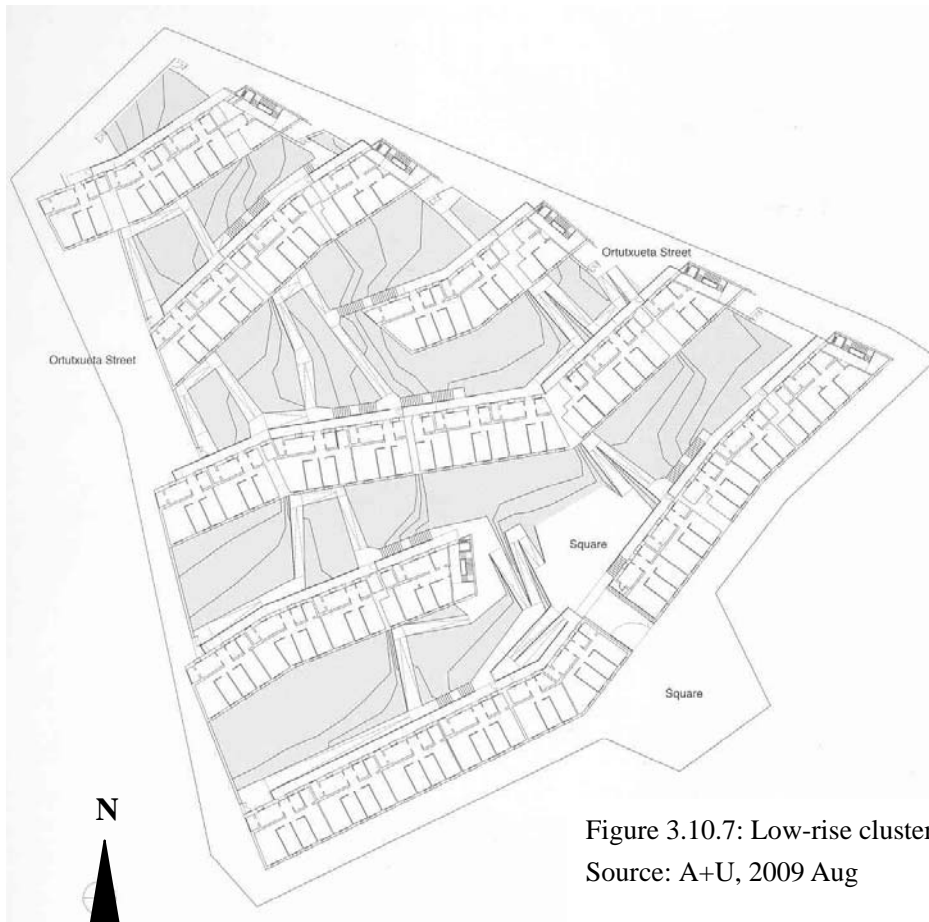 Ortutxueta Street
Ortutxueta Street
Square
Square
N
Figure 3.10.7: Low-rise cluster
Source: A+U, 2009 Aug